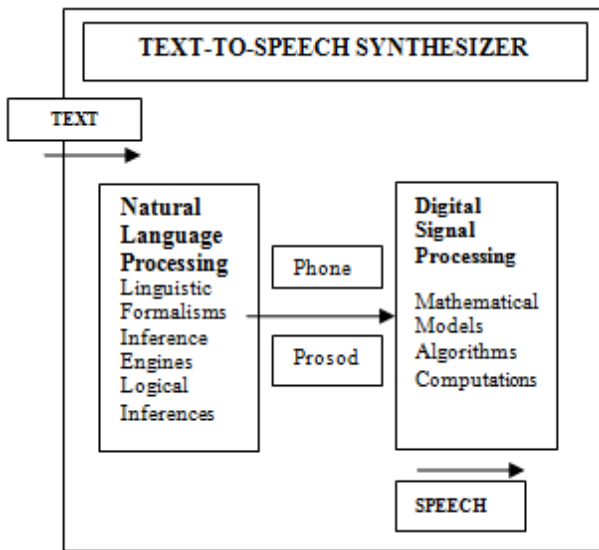 TEXT-TO-SPEECH SYNTHESIZER
TEXT
Natural
Language
Processing
Linguistic
Formalisms
Inference
Engines
Logical
Inferences
Phone
Prosod
Digital
Signal
Processing
Mathematical
Models
Algorithms
Computations
SPEECH